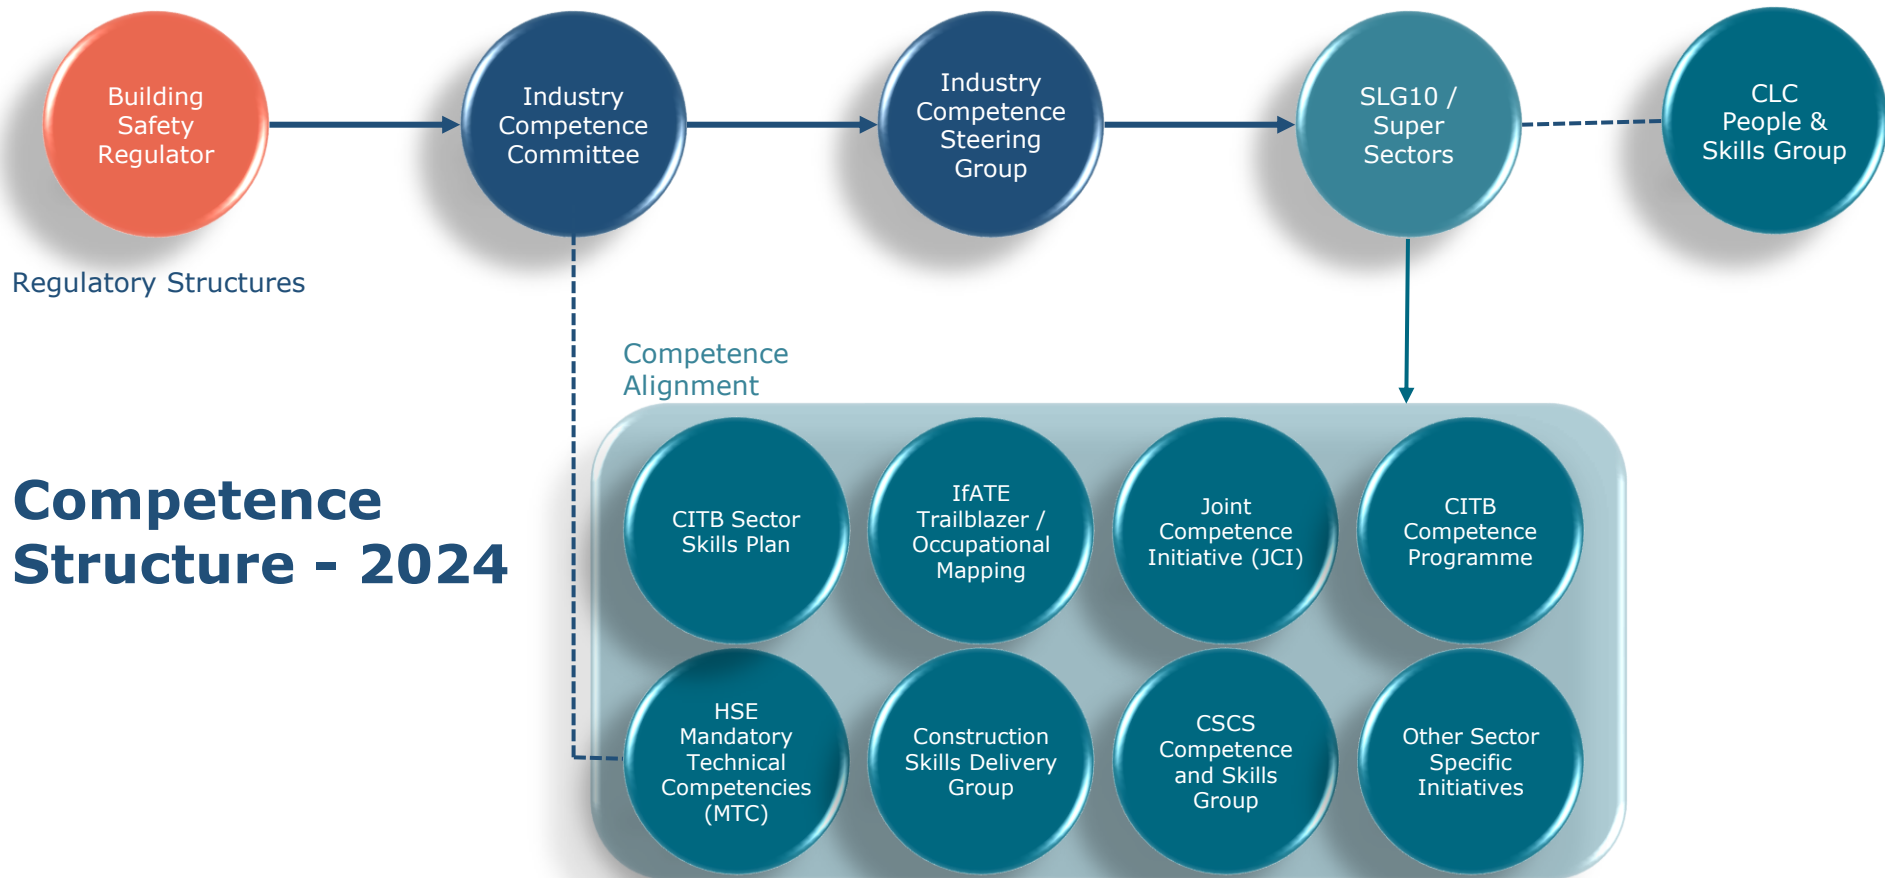 Building
Safety
Regulator
Industry
Competence
Committee
Industry
Competence
Steering
Group
SLG10 /
Super
Sectors
CLC
People &
Skills Group
Regulatory Structures
Competence
Alignment
Competence
Structure - 2024
CITB Sector
Skills Plan
IfATE
Trailblazer /
Occupational
Mapping
Joint
Competence
Initiative (JCI)
CITB
Competence
Programme
HSE
Mandatory
Technical
Competencies
(MTC)
Construction
Skills Delivery
Group
CSCS
Competence
and Skills
Group
Other Sector
Specific
Initiatives